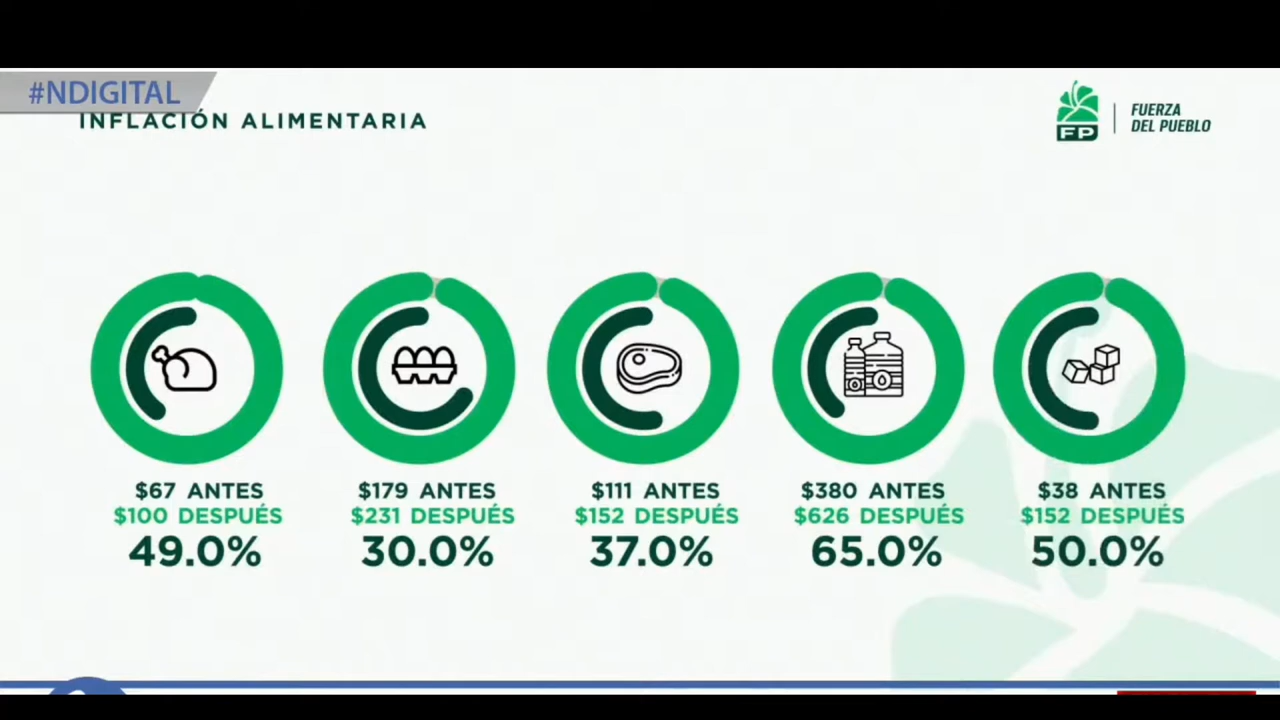 #NDIGITAL
INFLACIÓN ALIMENTARIA
FP
FUERZA
DEL PUEBLO
$67 ANTES
$100 DESPUÉS
49.0%
$179 ANTES
$231 DESPUÉS
30.0%
$111 ANTES
$152 DESPUÉS
37.0%
$380 ANTES
$626 DESPUÉS
65.0%
$38 ANTES
$152 DESPUÉS
50.0%